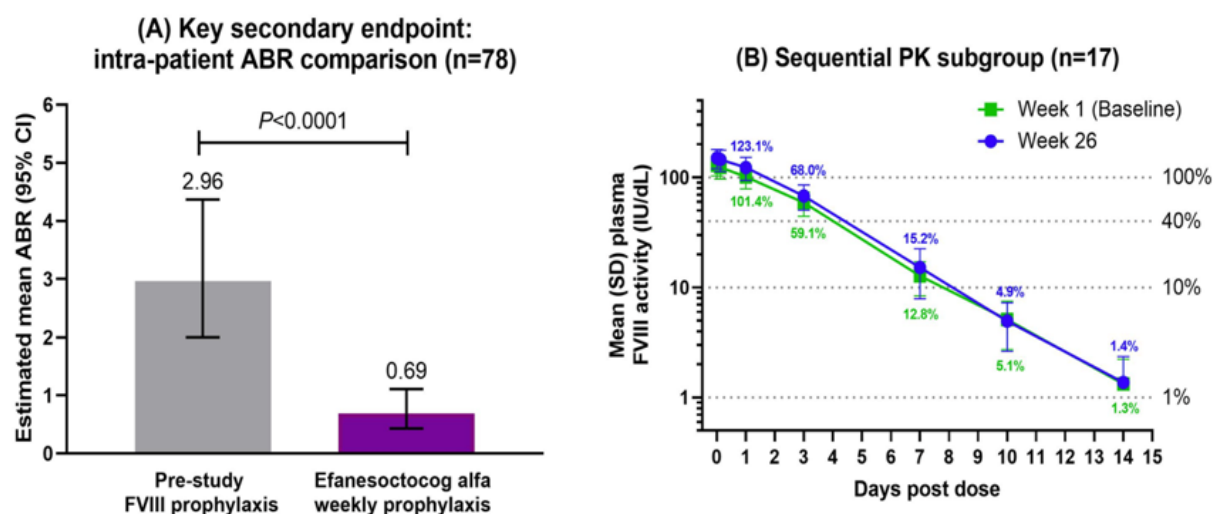 (A) Key secondary endpoint:
intra-patient ABR comparison (n=78)
Estimated mean ABR (95% CI)
6
5
4
3
2
1
0
P<0.0001
2.96
0.69
Pre-study
FVIII prophylaxis
Efanesoctocog alfa
weekly prophylaxis
(B) Sequential PK subgroup (n=17)
Mean (SD) plasma
FVIII activity (IU/dL)
Week 1 (Baseline)
Week 26
100
10
1
123.1%
68.0%
15.2%
4.9%
1.4%
101.4%
59.1%
12.8%
5.1%
1.3%
100%
40%
10%
1%
0 1 2 3 4 5 6 7 8 9 10 11 12 13 14 15
Days post dose